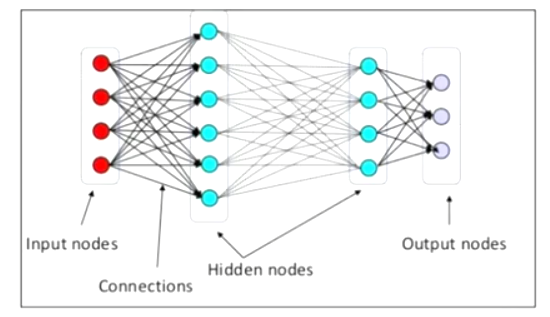 Input nodes
Connections
Hidden nodes
Output nodes